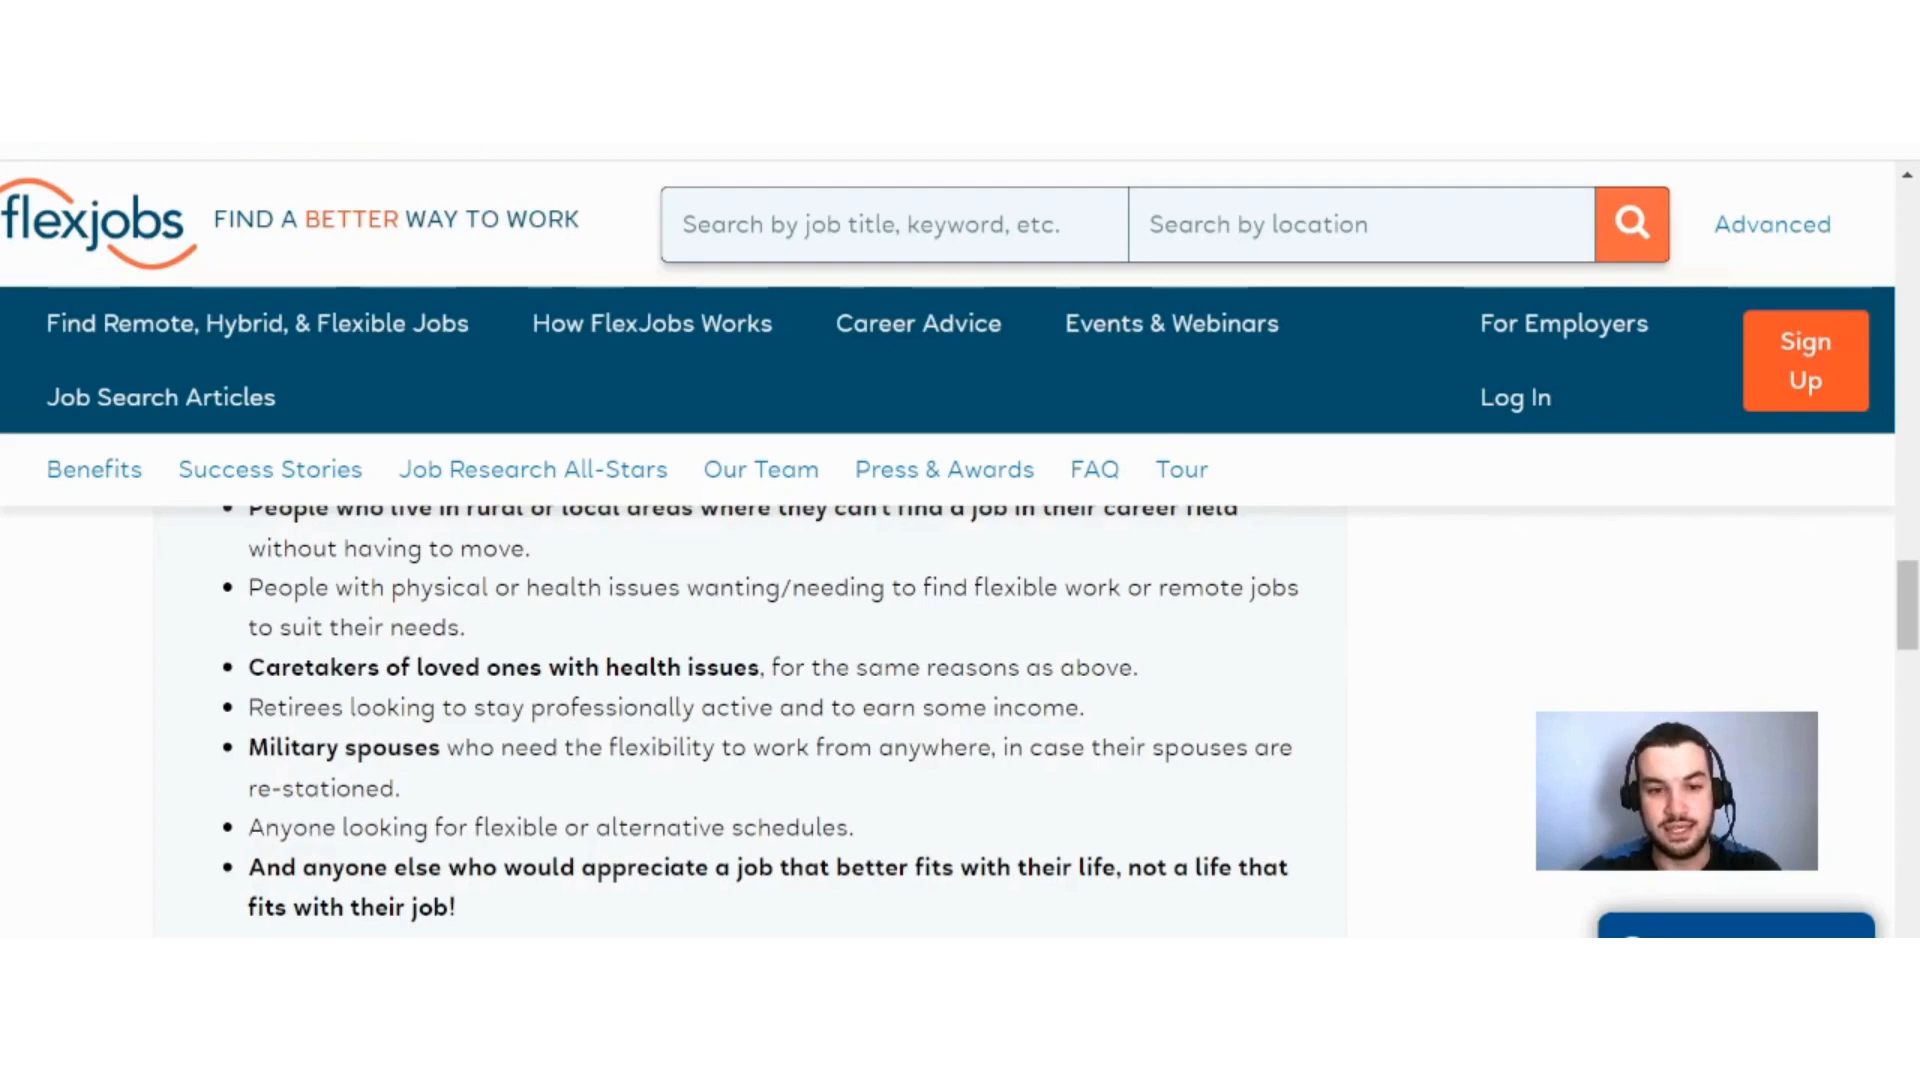 flexjobs
FIND A BETTER WAY TO WORK
Search by job title, keyword, etc.
Search by location
Advanced
Find Remote, Hybrid, & Flexible Jobs
How FlexJobs Works
Career Advice
Events & Webinars
For Employers
Sign
Up
Job Search Articles
Log In
Benefits
Success Stories
Job Research All-Stars
Our Team
Press & Awards
FAQ
Tour
• People who live in rural or local areas where they can't find a job in their career field
without having to move.
• People with physical or health issues wanting/needing to find flexible work or remote jobs
to suit their needs.
• Caretakers of loved ones with health issues, for the same reasons as above.
• Retirees looking to stay professionally active and to earn some income.
• Military spouses who need the flexibility to work from anywhere, in case their spouses are
re-stationed.
• Anyone looking for flexible or alternative schedules.
• And anyone else who would appreciate a job that better fits with their life, not a life that
fits with their job!